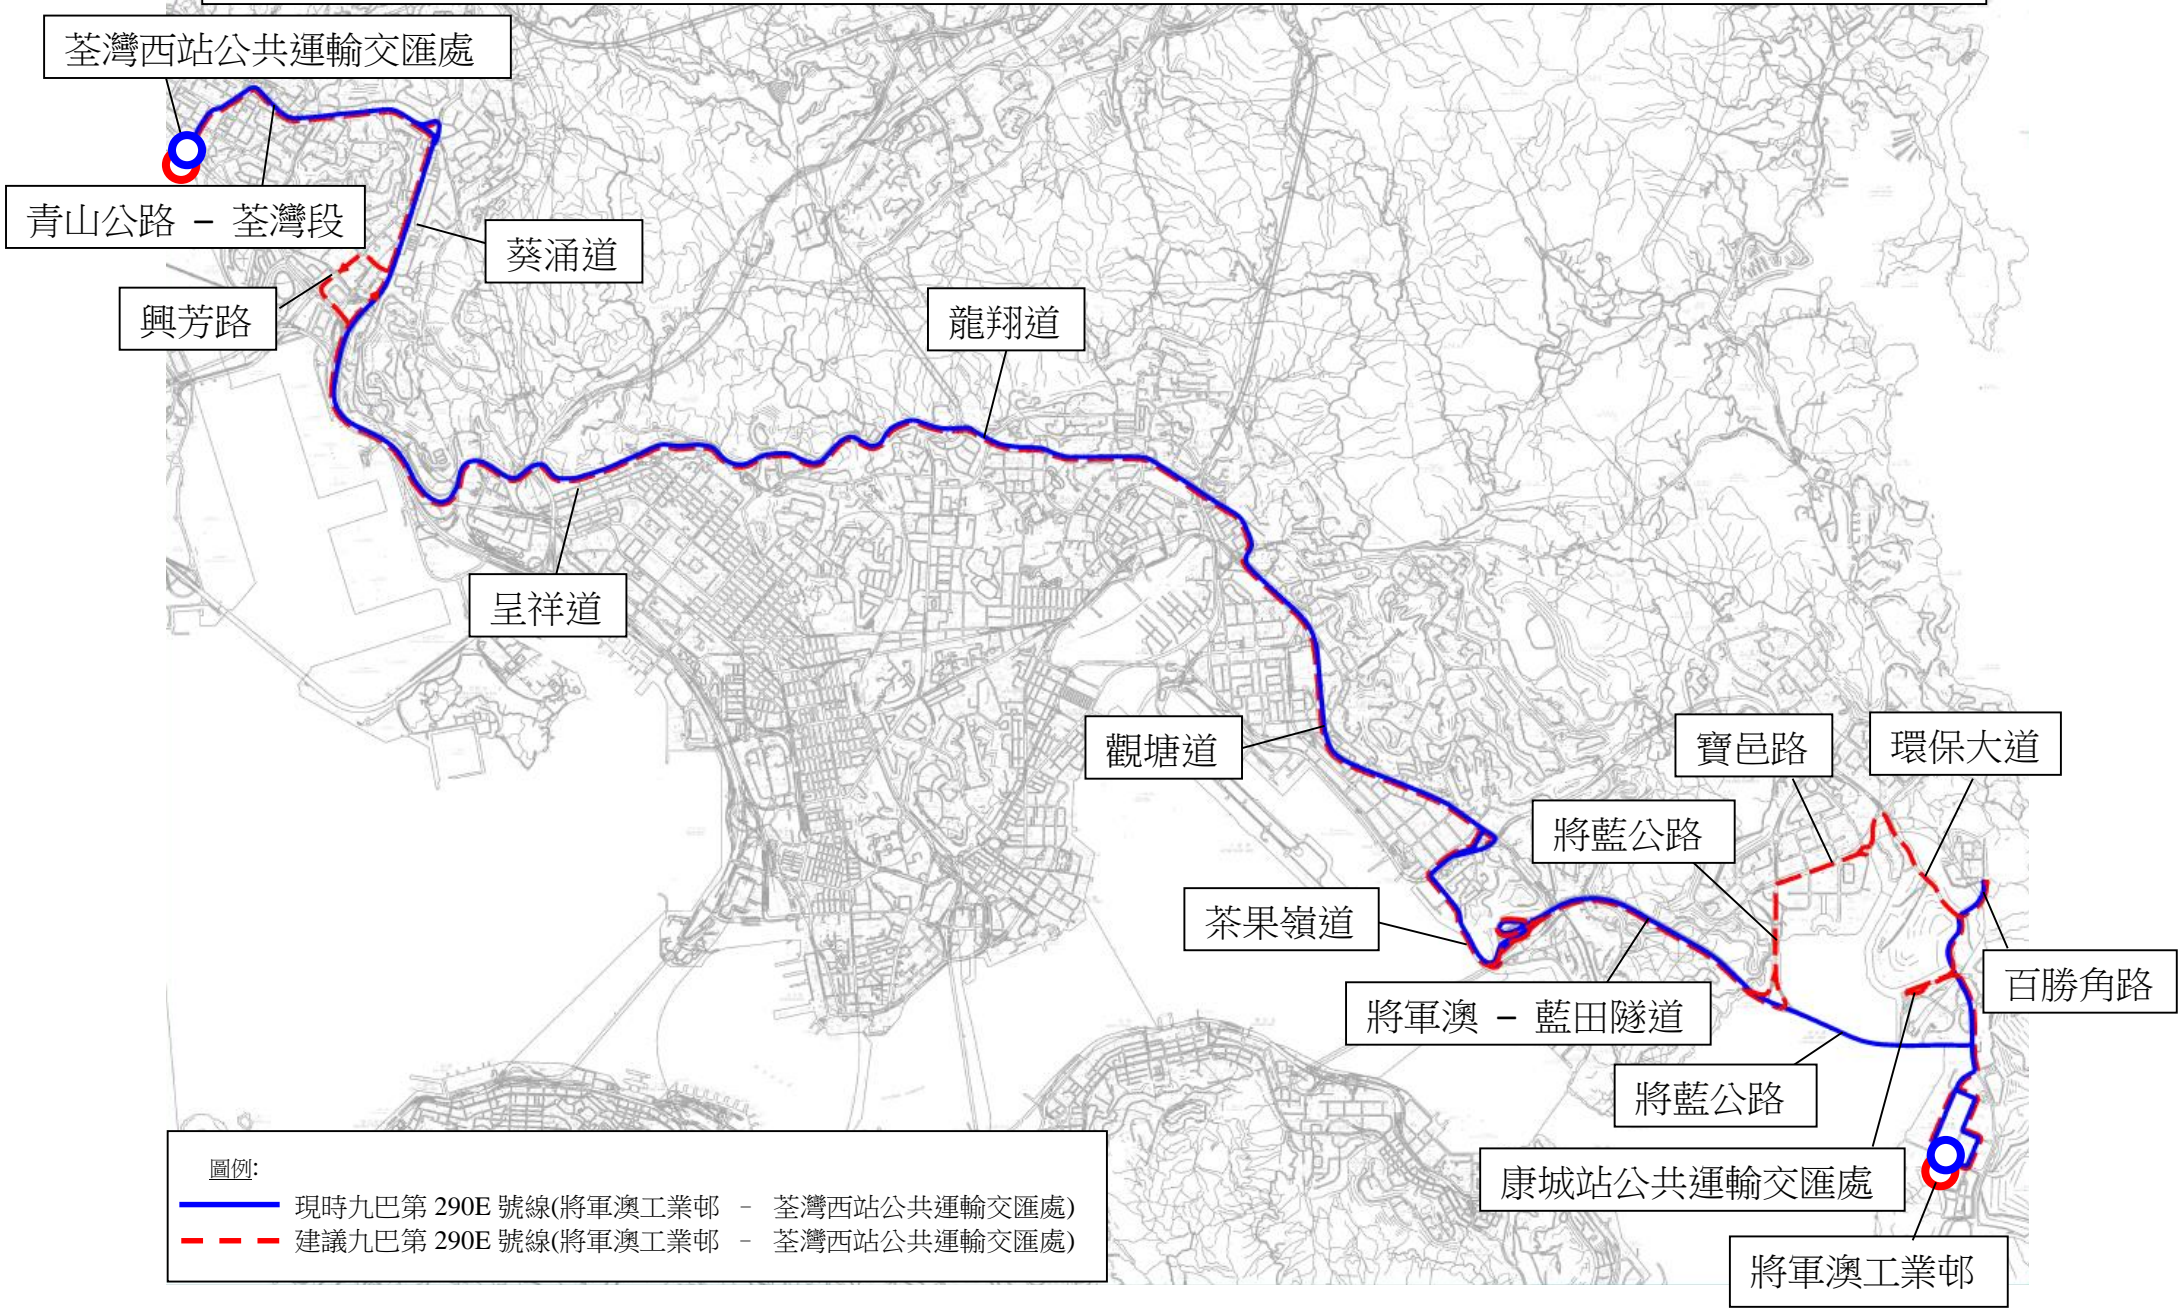 荃灣西站公共運輸交匯處
青山公路 – 荃灣段
葵涌道
興芳路
龍翔道
呈祥道
觀塘道
寶邑路
環保大道
將藍公路
茶果嶺道
百勝角路
將軍澳 – 藍田隧道
將藍公路
康城站公共運輸交匯處
將軍澳工業邨
圖例:
現時九巴第 290E 號線(將軍澳工業邨 - 荃灣西站公共運輸交匯處)
建議九巴第 290E 號線(將軍澳工業邨 - 荃灣西站公共運輸交匯處)